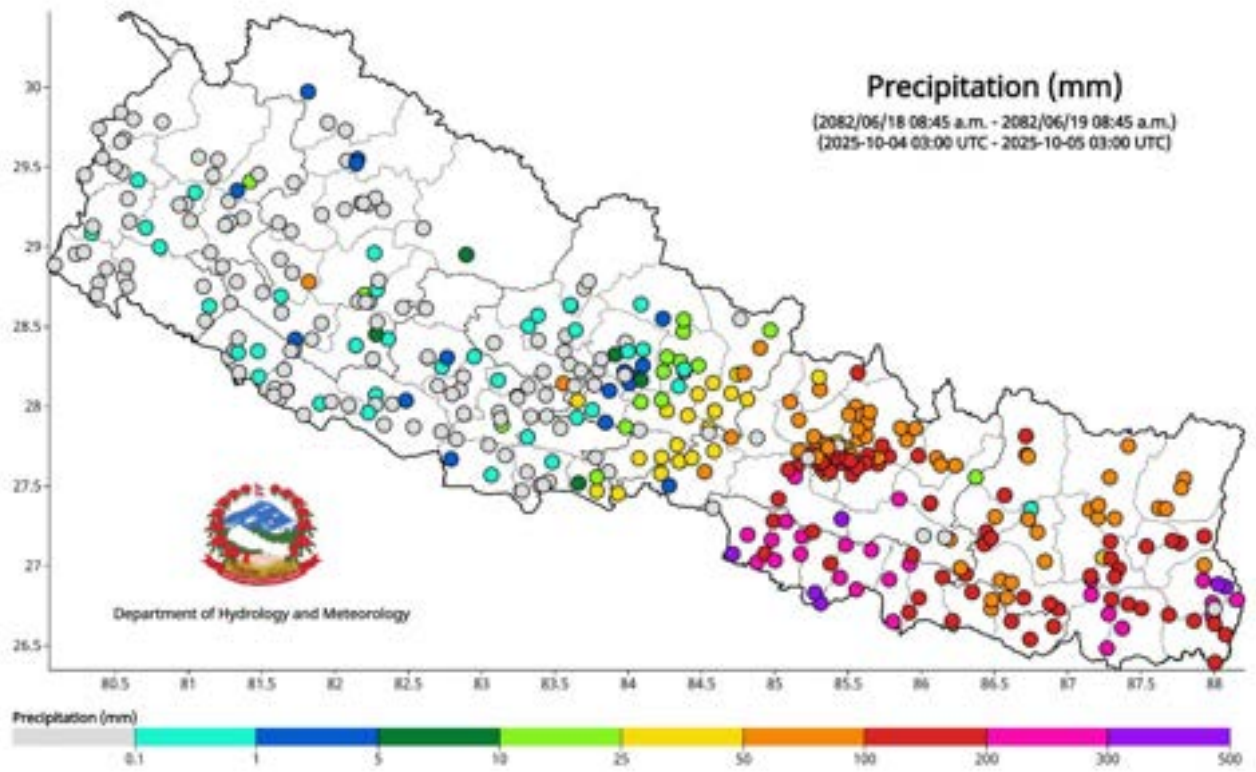 Precipitation (mm)
(2082/06/18 08:45 a.m. - 2082/06/19 08:45 a.m.)
(2025-10-04 03:00 UTC - 2025-10-05 03:00 UTC)
30
29.5
29
28.5
28
27.5
27
26.5
Department of Hydrology and Meteorology
80.5 81 81.5 82 82.5 83 83.5 84 84.5 85 85.5 86 86.5 87 87.5 88
Precipitation (mm)
0.1 1 5 10 25 50 100 200 300 500